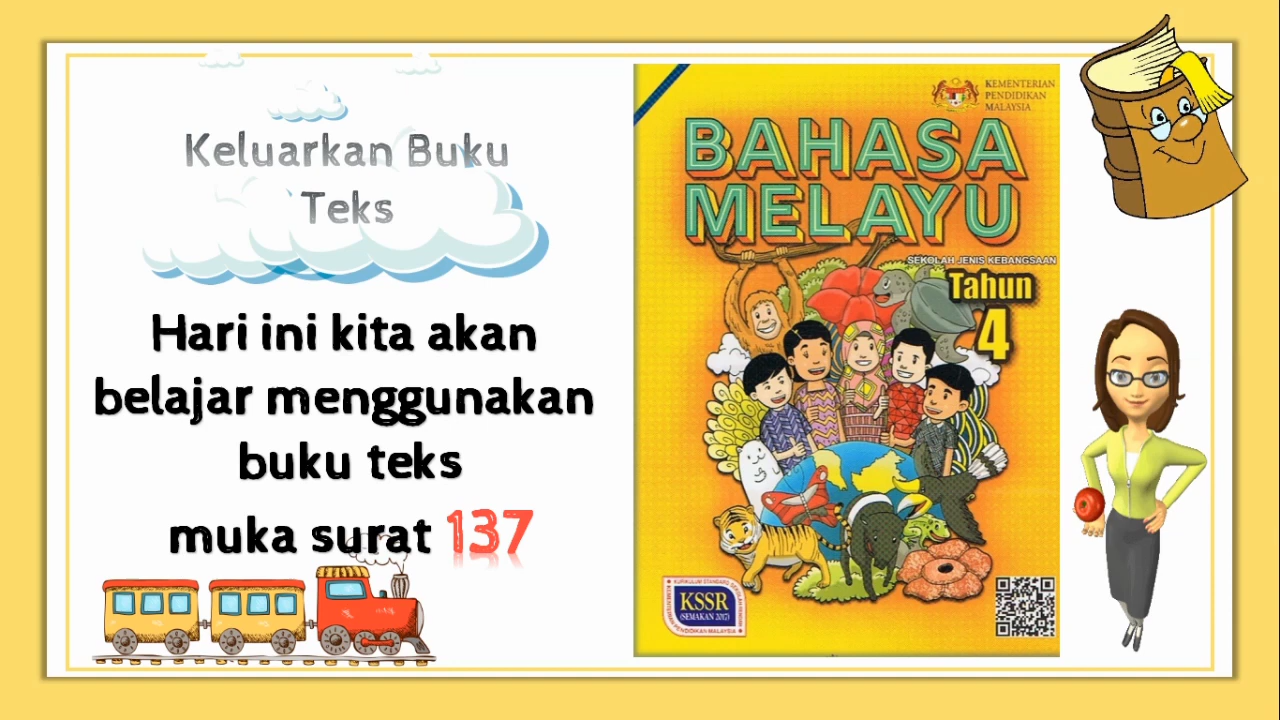 Keluarkan Buku
Teks
Hari ini kita akan
belajar menggunakan
buku teks
muka surat 137
KEMENTERIAN
PENDIDIKAN
MALAYSIA
BAHASA
MELAYU
SEKOLAH JENIS KEBANGSAAN
Tahun
4
KSSR
(SEMAKAN 2017)